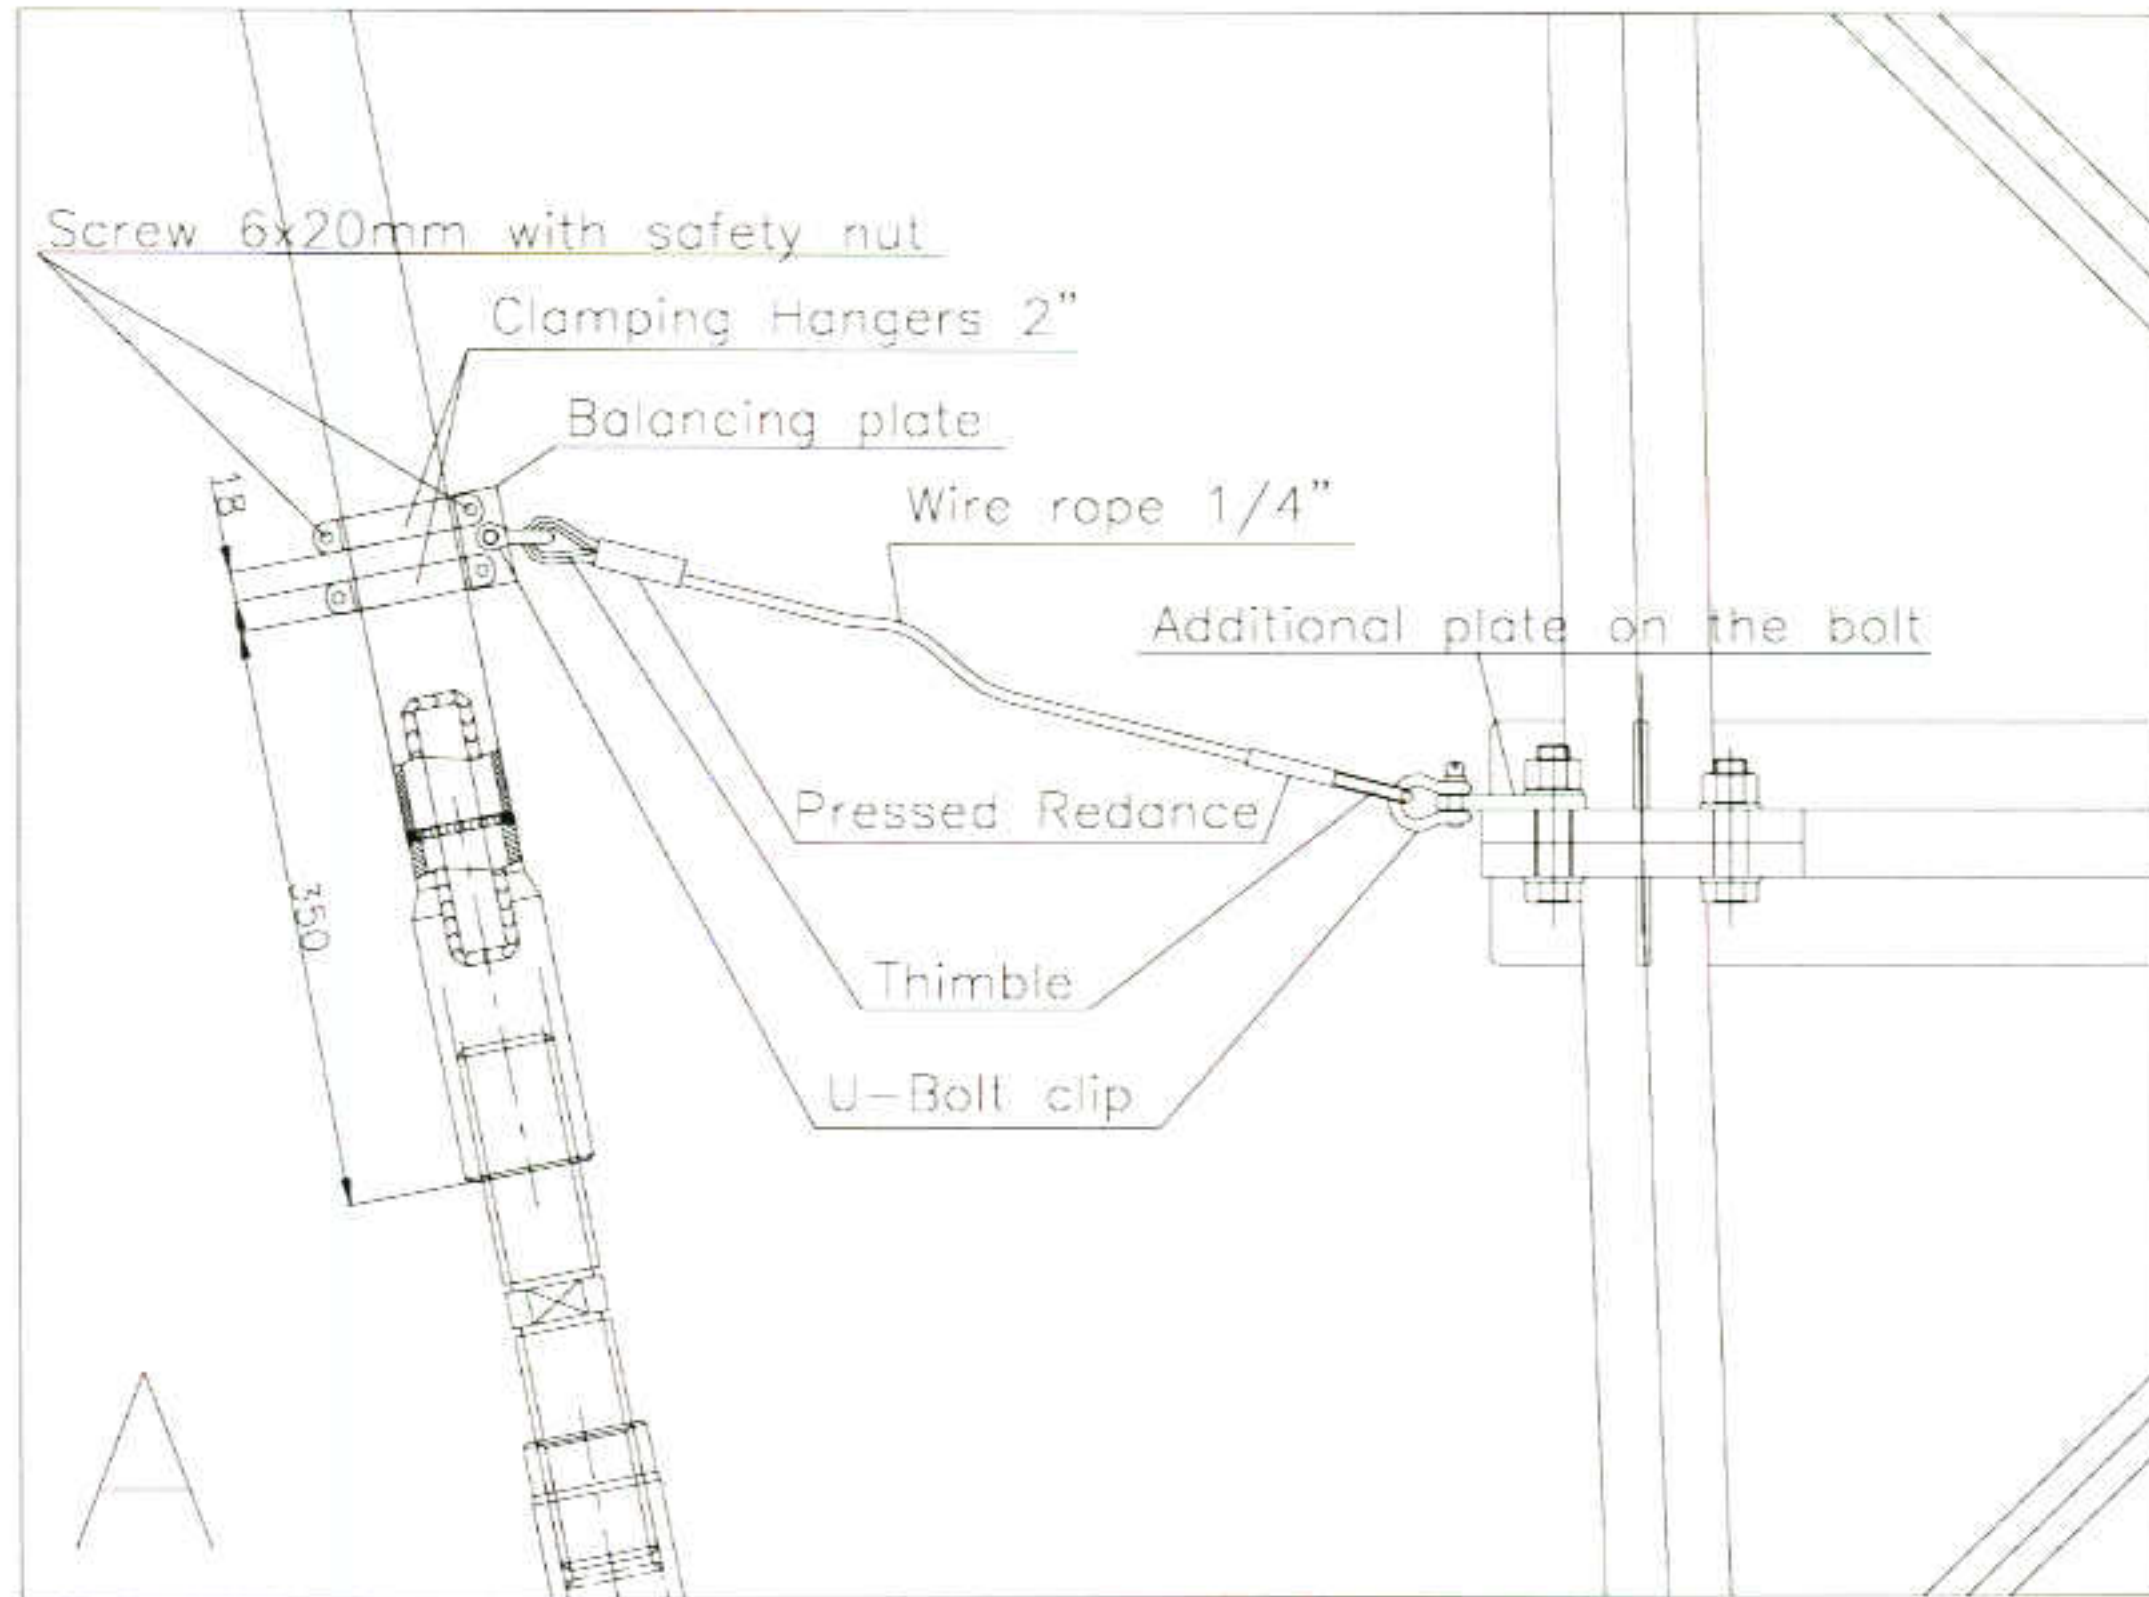 Screw 6x20mm with safety nut
Clamping Hangers 2"
Balancing plate
18
Wire rope 1/4"
Additional plate on the bolt
Pressed Redance
350
Thimble
U-Bolt clip
A